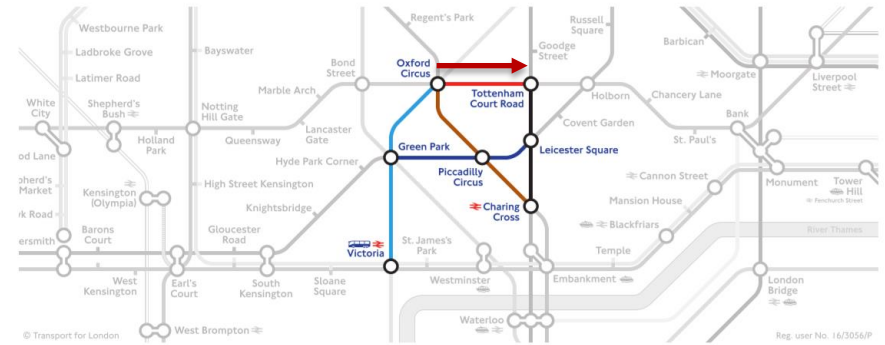 Westbourne Park
Ladbroke Grove
Latimer Road
White
City
Shepherd's
Bush
Holland
Park
Notting
Hill Gate
Bayswater
Queensway
Lancaster
Gate
Marble Arch
Bond
Street
Regent's Park
Oxford
Circus
Goodge
Street
Russell
Square
Tottenham
Court Road
Holborn
Chancery Lane
Barbican
Moorgate
Liverpool
Street
Bank
St. Paul's
Covent Garden
Leicester Square
Green Park
Piccadilly
Circus
Hyde Park Corner
Knightsbridge
High Street Kensington
Kensington
(Olympia)
od Lane
pherd's
Market
wk Road
ersmith
Barons
Court
Gloucester
Road
West
Kensington
Earl's
Court
South
Kensington
Sloane
Square
Victoria
St. James's
Park
Westminster
Charing
Cross
Embankment
Temple
Blackfriars
Mansion House
Cannon Street
Monument
Tower
Hill
Fenchurch Street
River Thames
London
Bridge
Waterloo
West Brompton
© Transport for London
Reg. user No. 16/3056/P